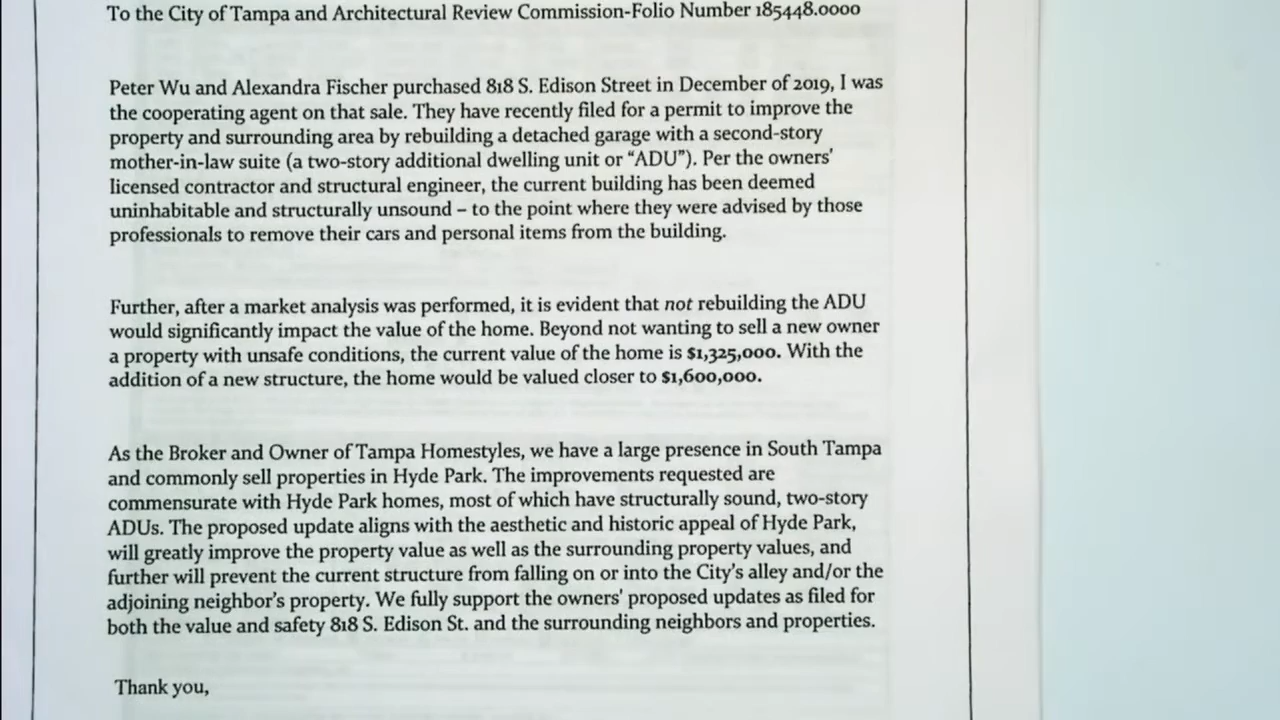 To the City of Tampa and Architectural Review Commission-Folio Number 185448.0000
Peter Wu and Alexandra Fischer purchased 818 S. Edison Street in December of 2019, I was
the cooperating agent on that sale. They have recently filed for a permit to improve the
property and surrounding area by rebuilding a detached garage with a second-story
mother-in-law suite (a two-story additional dwelling unit or “ADU”). Per the owners’
licensed contractor and structural engineer, the current building has been deemed
uninhabitable and structurally unsound – to the point where they were advised by those
professionals to remove their cars and personal items from the building.
Further, after a market analysis was performed, it is evident that not rebuilding the ADU
would significantly impact the value of the home. Beyond not wanting to sell a new owner
a property with unsafe conditions, the current value of the home is $1,325,000. With the
addition of a new structure, the home would be valued closer to $1,600,000.
As the Broker and Owner of Tampa Homestyles, we have a large presence in South Tampa
and commonly sell properties in Hyde Park. The improvements requested are
commensurate with Hyde Park homes, most of which have structurally sound, two-story
ADUs. The proposed update aligns with the aesthetic and historic appeal of Hyde Park,
will greatly improve the property value as well as the surrounding property values, and
further will prevent the current structure from falling on or into the City’s alley and/or the
adjoining neighbor’s property. We fully support the owners’ proposed updates as filed for
both the value and safety 818 S. Edison St. and the surrounding neighbors and properties.
Thank you,